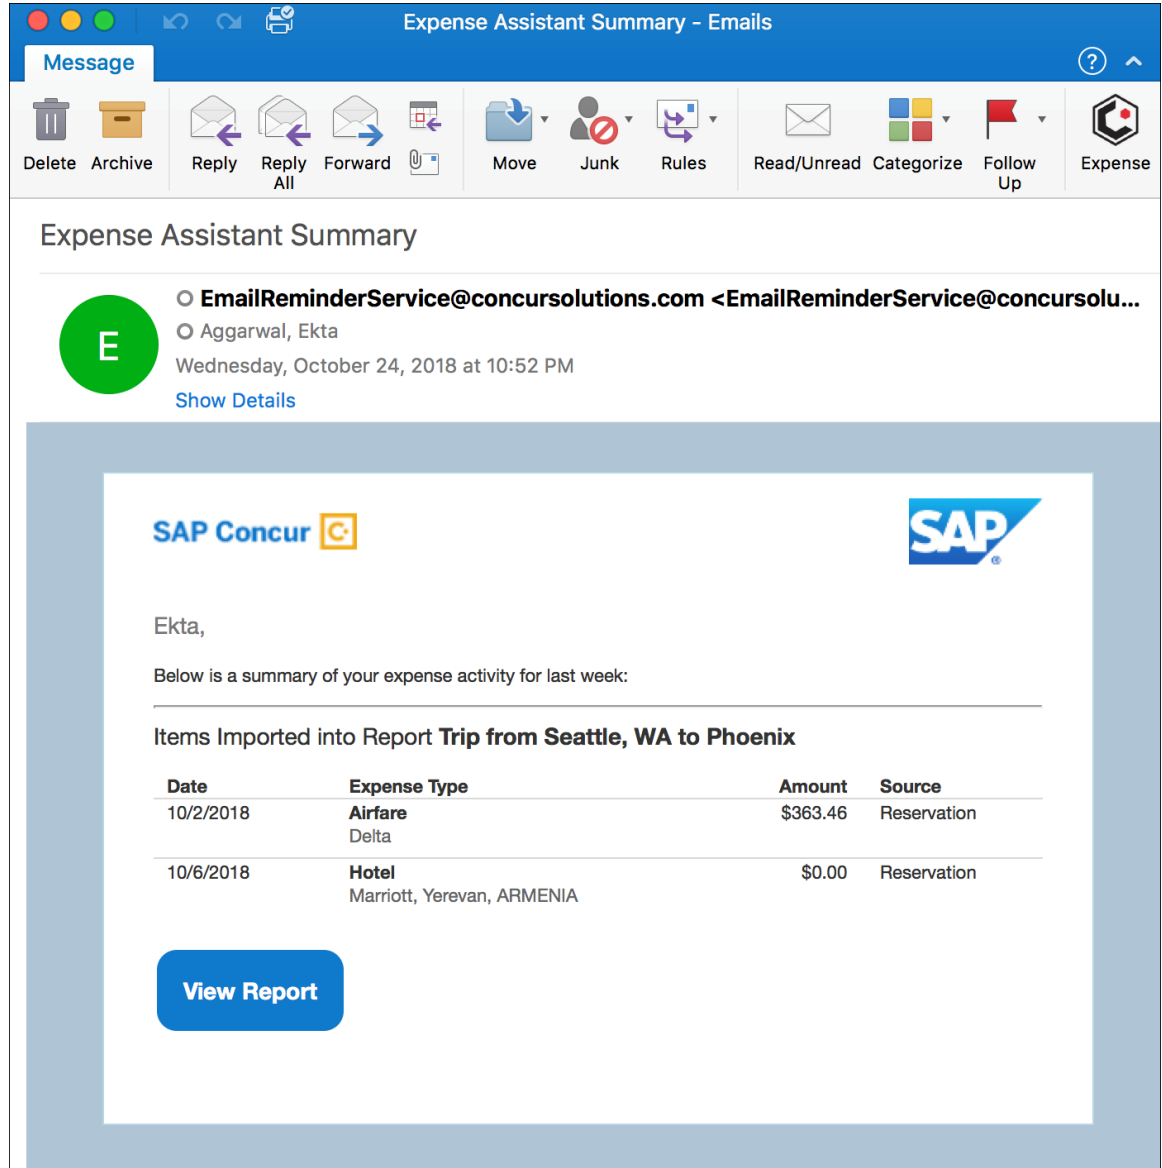 Expense Assistant Summary - Emails
Message
?
Delete Archive Reply Reply All Forward Move Junk Rules Read/Unread Categorize Follow Up Expense
Expense Assistant Summary
E
EmailReminderService@concursolutions.com <EmailReminderService@concursolu...
Aggarwal, Ekta
Wednesday, October 24, 2018 at 10:52 PM
Show Details
SAP Concur C SAP ®
Ekta,
Below is a summary of your expense activity for last week:
Items Imported into Report Trip from Seattle, WA to Phoenix
Date Expense Type Amount Source
10/2/2018 Airfare $363.46 Reservation
Delta
10/6/2018 Hotel $0.00 Reservation
Marriott, Yerevan, ARMENIA
View Report